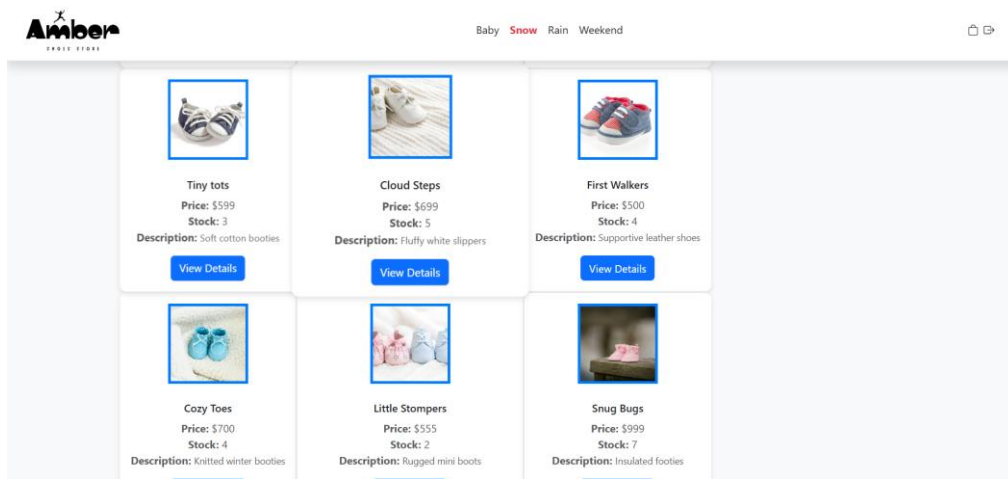 Amber
SHOES STORE
Baby Snow Rain Weekend
Tiny tots
Price: $599
Stock: 3
Description: Soft cotton booties
View Details
Cloud Steps
Price: $699
Stock: 5
Description: Fluffy white slippers
View Details
First Walkers
Price: $500
Stock: 4
Description: Supportive leather shoes
View Details
Cozy Toes
Price: $700
Stock: 4
Description: Knitted winter booties
Little Stompers
Price: $555
Stock: 2
Description: Rugged mini boots
Snug Bugs
Price: $999
Stock: 7
Description: Insulated footies